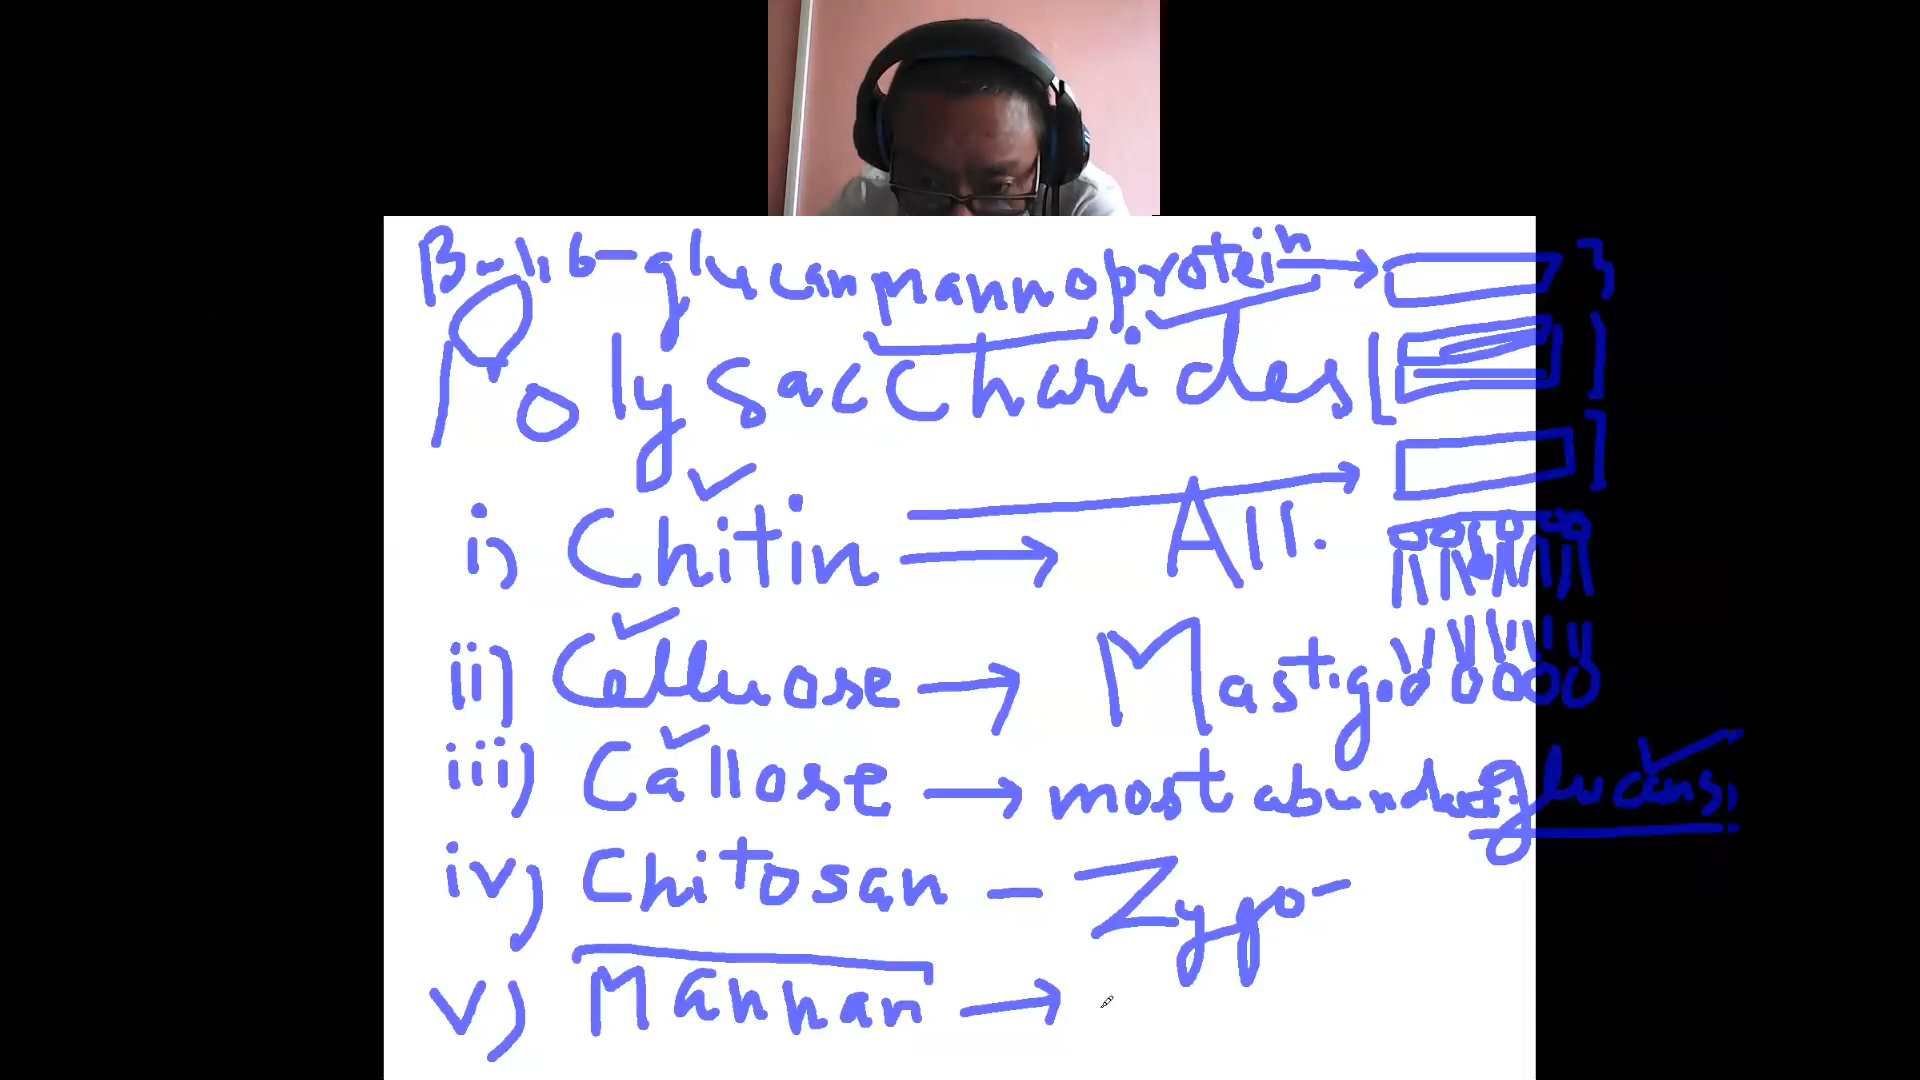 B-1,6-glucan mannoprotein →
Polysaccharides
i) Chitin → All.
ii) Cellulose → Mastigo
iii) Callose → most abundant glucans.
iv) Chitosan - Zygo-
v) Mannan →